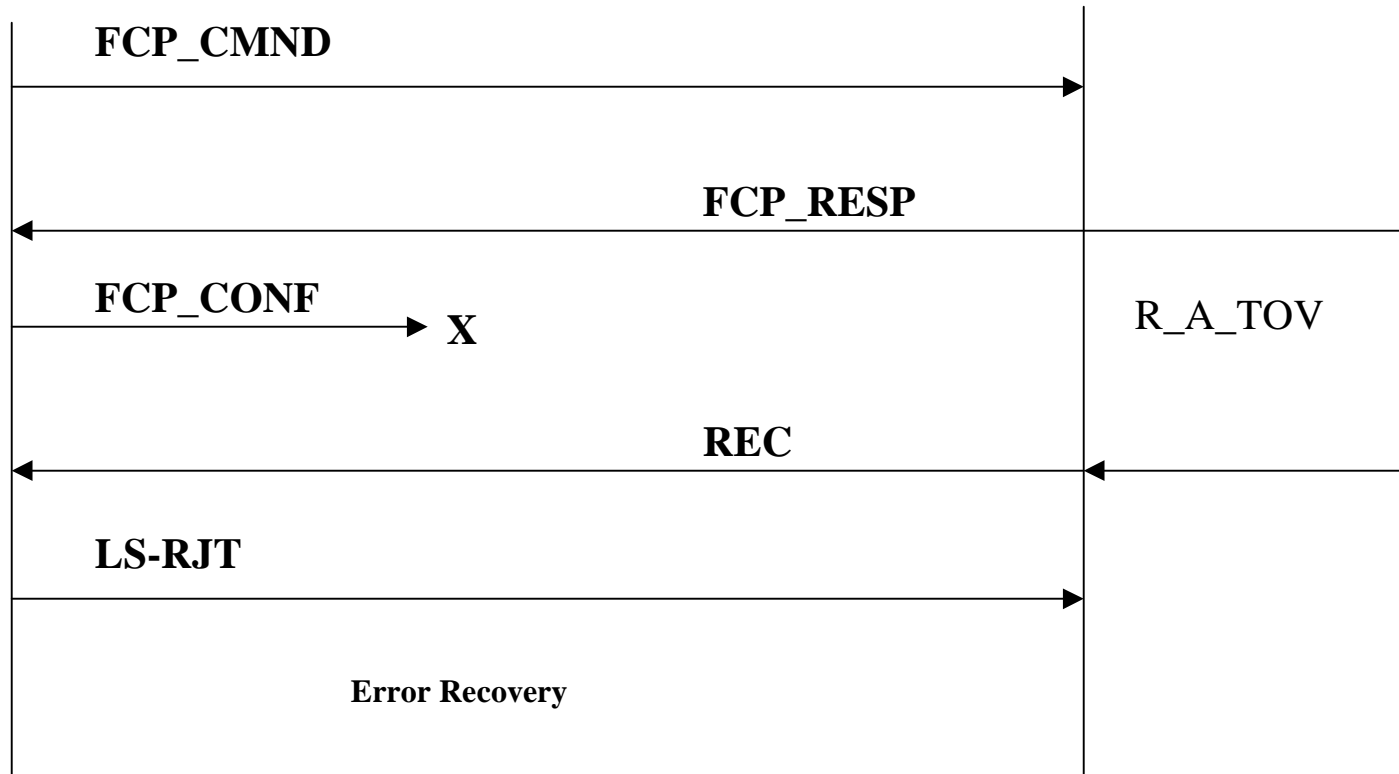 FCP_CMND
FCP_RESP
FCP_CONF
X
R_A_TOV
REC
LS-RJT
Error Recovery